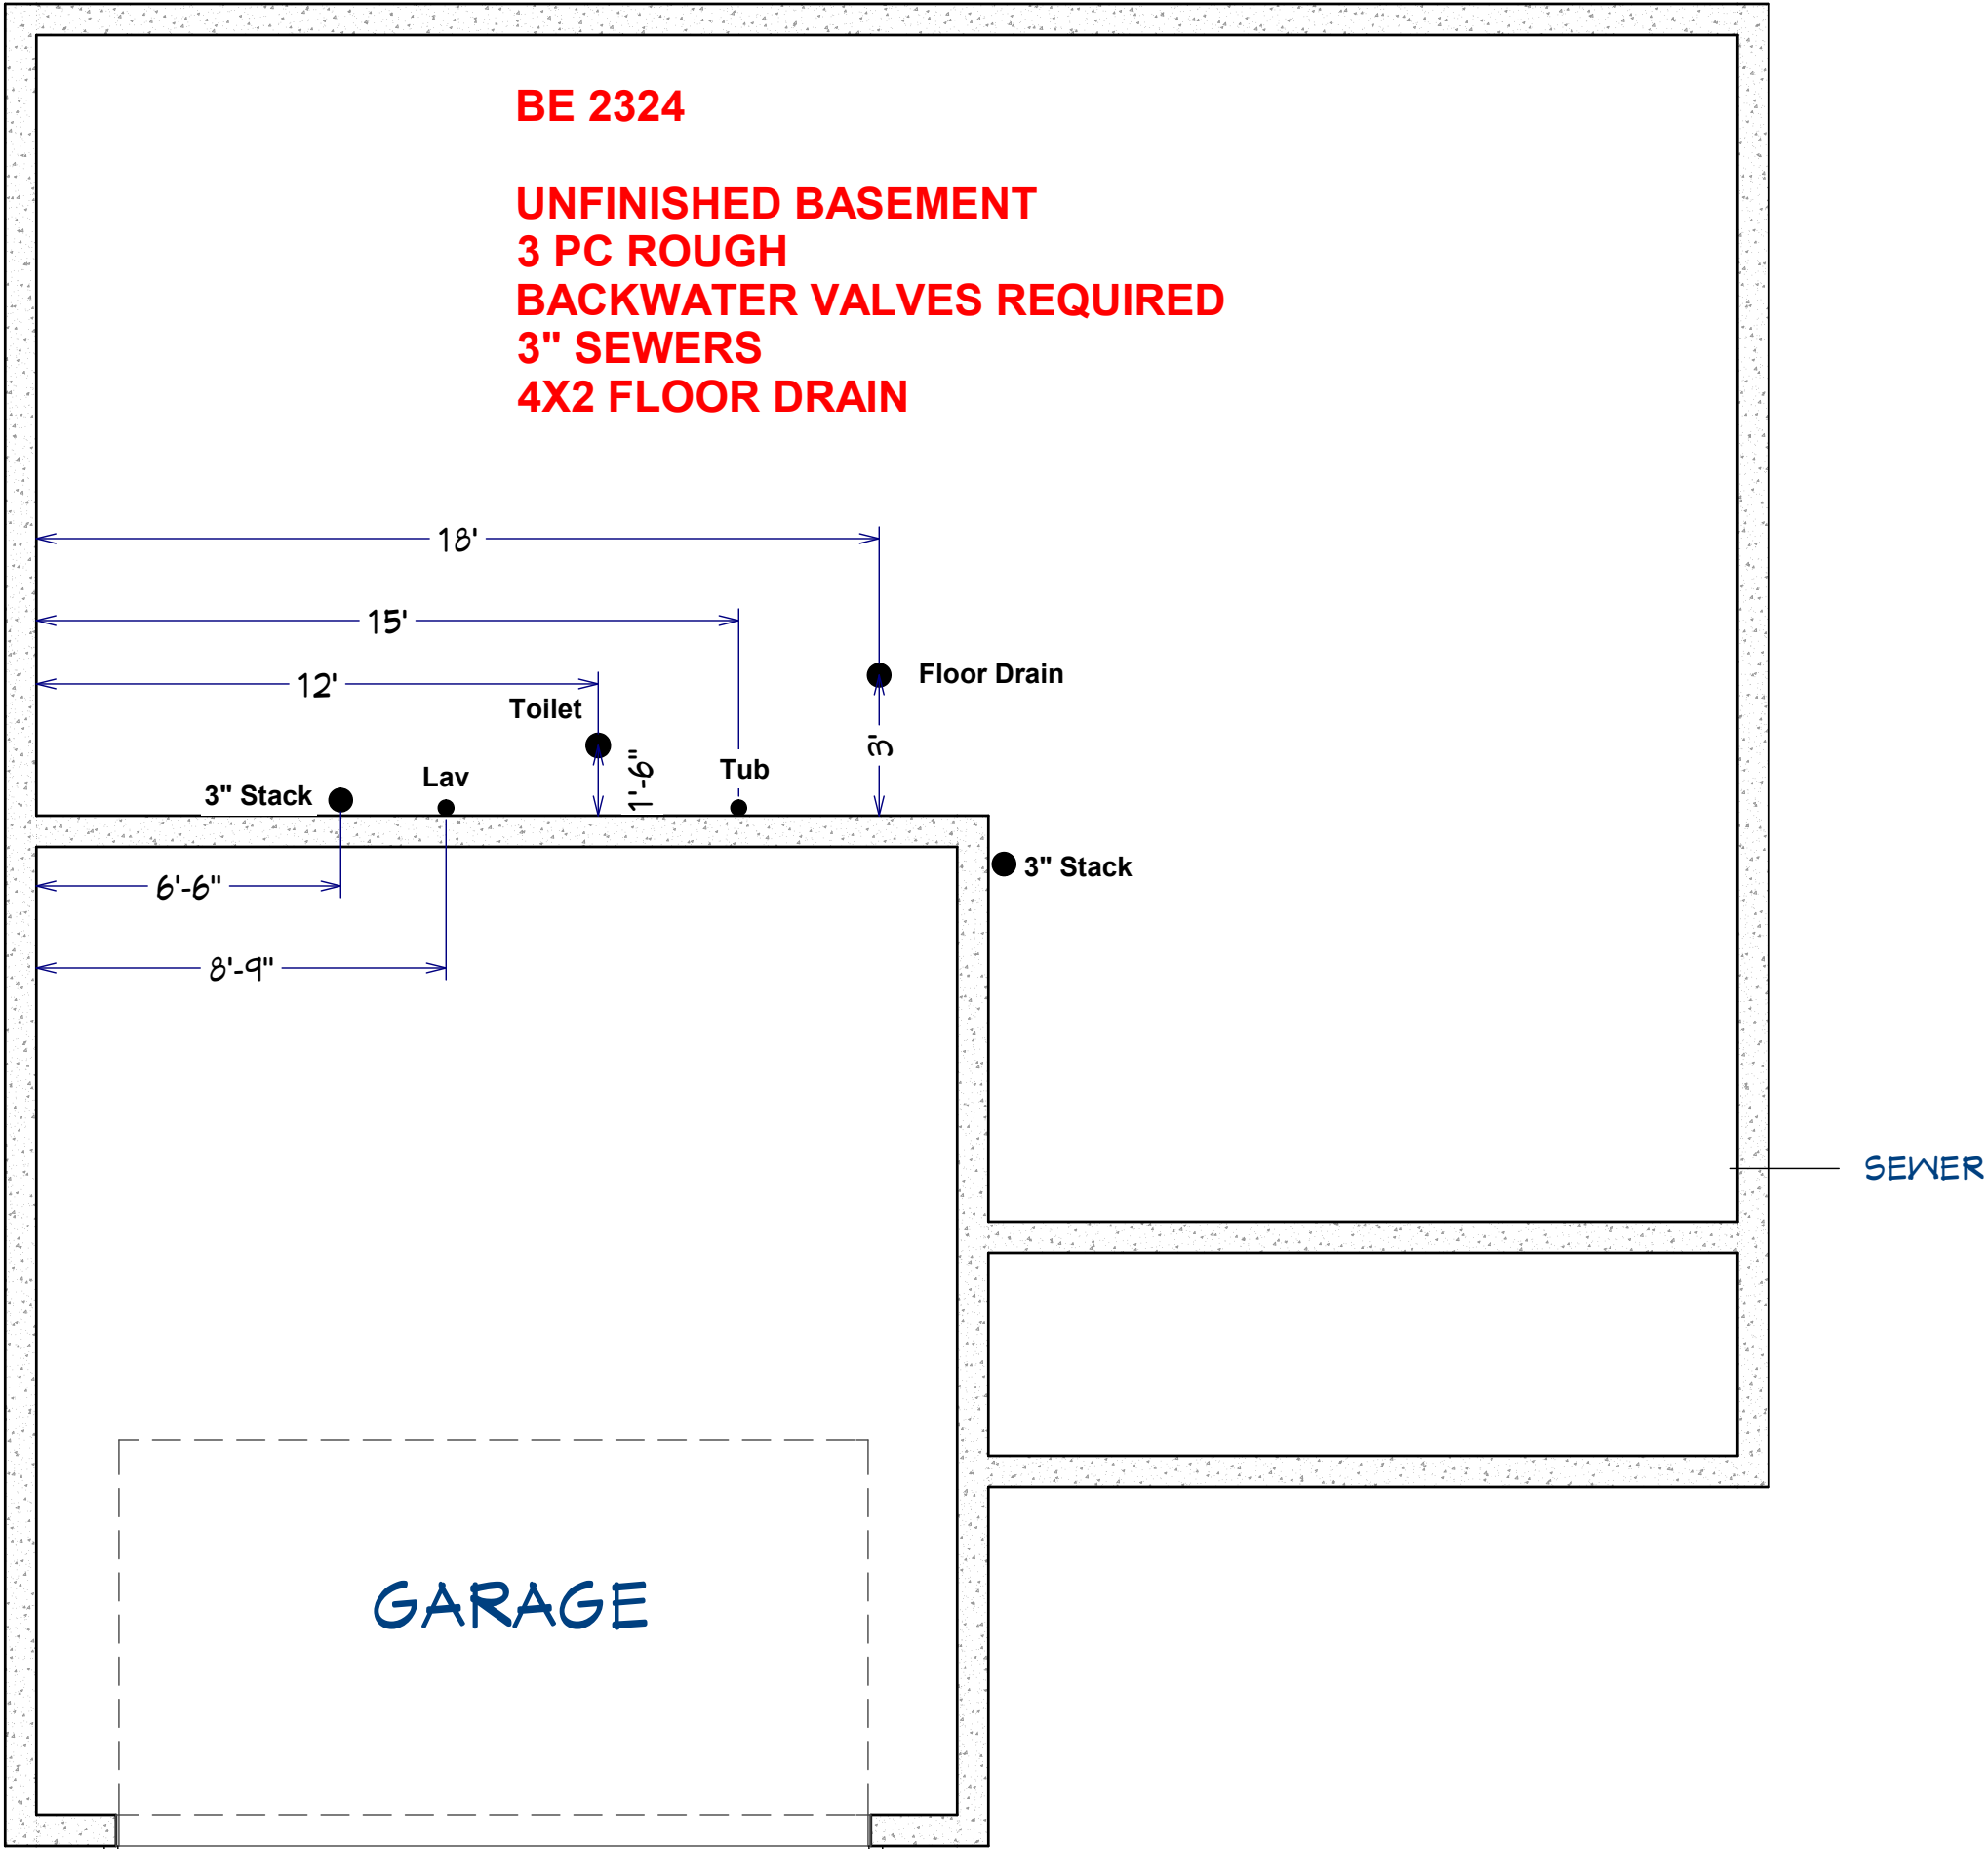 BE 2324
UNFINISHED BASEMENT
3 PC ROUGH
BACKWATER VALVES REQUIRED
3" SEWERS
4X2 FLOOR DRAIN
18'
15'
12'
Floor Drain
Toilet
3'
1'-6"
Tub
Lav
3" Stack
3" Stack
6'-6"
8'-9"
SEWER
GARAGE